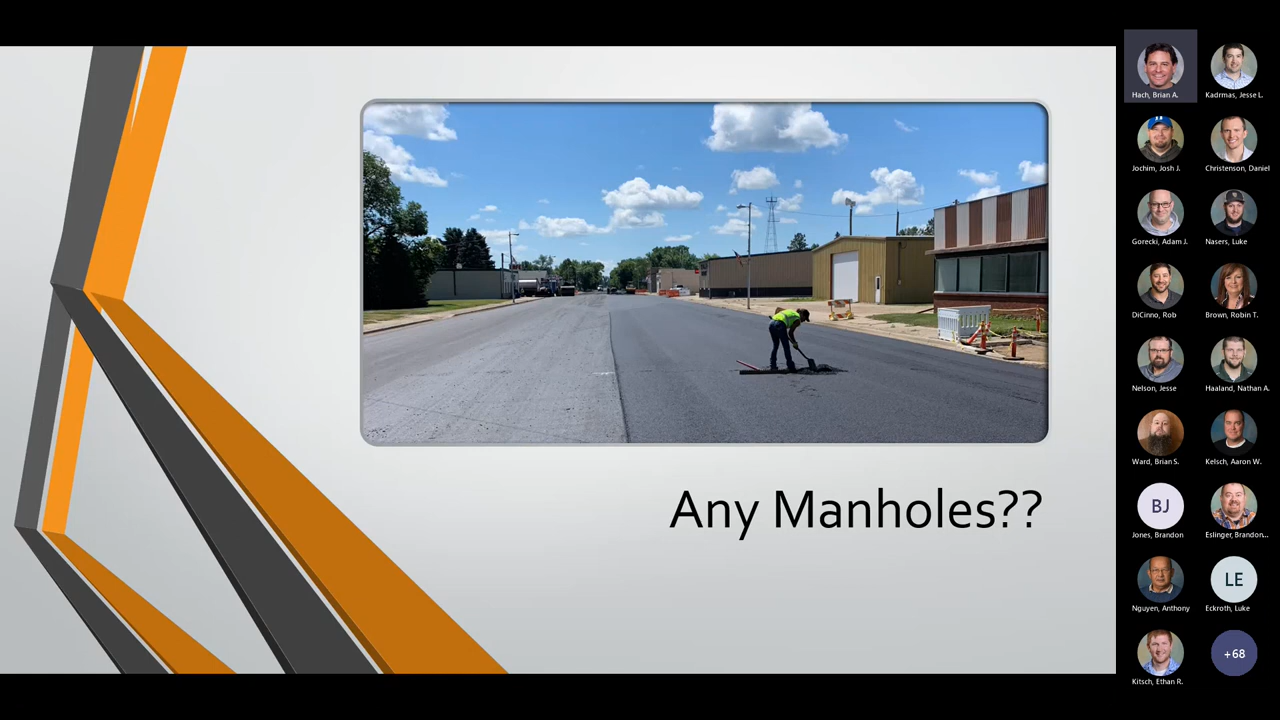 Any Manholes??
Hach, Brian A.
Kadrmas, Jesse L.
Jochim, Josh J.
Christenson, Daniel
Gorecki, Adam J.
Nasers, Luke
DiCinno, Rob
Brown, Robin T.
Nelson, Jesse
Haaland, Nathan A.
Ward, Brian S.
Kelsch, Aaron W.
BJ
Jones, Brandon
Eslinger, Brandon...
Nguyen, Anthony
LE
Eckroth, Luke
Kitsch, Ethan R.
+68